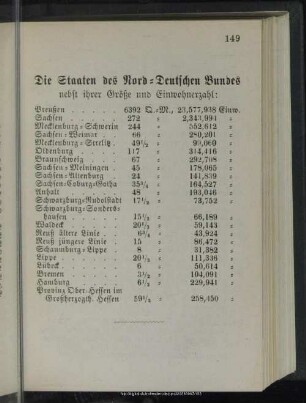 149
Die Staaten des Nord-Deutschen Bundes
nebst ihrer Größe und Einwohnerzahl:
Preußen . . . . . 6392 Q.-M., 23,577,938 Einw.
Sachsen . . . . . 272 " 2,343,994 "
Mecklenburg-Schwerin 244 " 552,612 "
Sachsen-Weimar . . 66 " 280,201 "
Mecklenburg-Strelitz . 49½ " 99,060 "
Oldenburg . . . . 117 " 314,416 "
Braunschweig . . . 67 " 292,708 "
Sachsen-Meiningen . 45 " 178,065 "
Sachsen-Altenburg . 24 " 141,839 "
Sachsen-Coburg-Gotha 35¾ " 164,527 "
Anhalt . . . . . 48 " 193,046 "
Schwarzburg-Rudolstadt 17½ " 73,752 "
Schwarzburg-Sonders-
hausen . . . . 15½ " 66,189 "
Waldeck . . . . . 20½ " 59,143 "
Reuß ältere Linie . . 6¾ " 43,924 "
Reuß jüngere Linie . 15 " 86,472 "
Schaumburg-Lippe . . 8 " 31,382 "
Lippe . . . . . 20½ " 111,336 "
Lübeck . . . . . 6 " 50,614 "
Bremen . . . . . 3½ " 104,091 "
Hamburg . . . . 6½ " 229,941 "
Provinz Ober-Hessen im
Großherzogth. Hessen 59¾ " 258,450 "